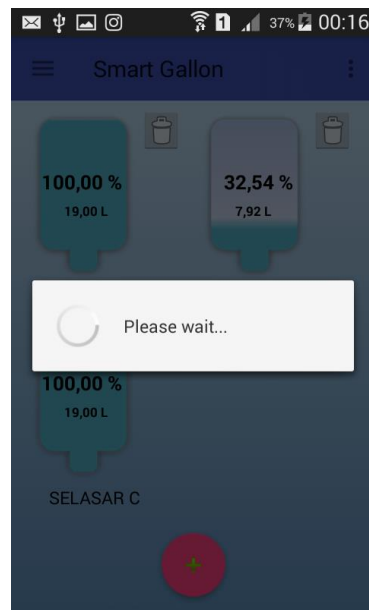 1 37% 00:16
Smart Gallon
100,00 % 32,54 %
19,00 L 7,92 L
Please wait...
100,00 %
19,00 L
SELASAR C
+